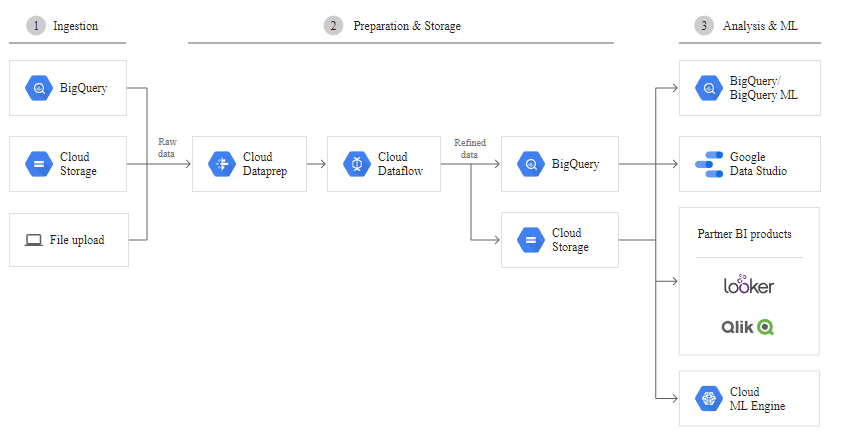 1 Ingestion
2 Preparation & Storage
3 Analysis & ML
BigQuery
Cloud
Storage
File upload
Raw
data
Cloud
Dataprep
Cloud
Dataflow
Refined
data
BigQuery
Cloud
Storage
BigQuery/
BigQuery ML
Google
Data Studio
Partner BI products
looker
Qlik
Cloud
ML Engine